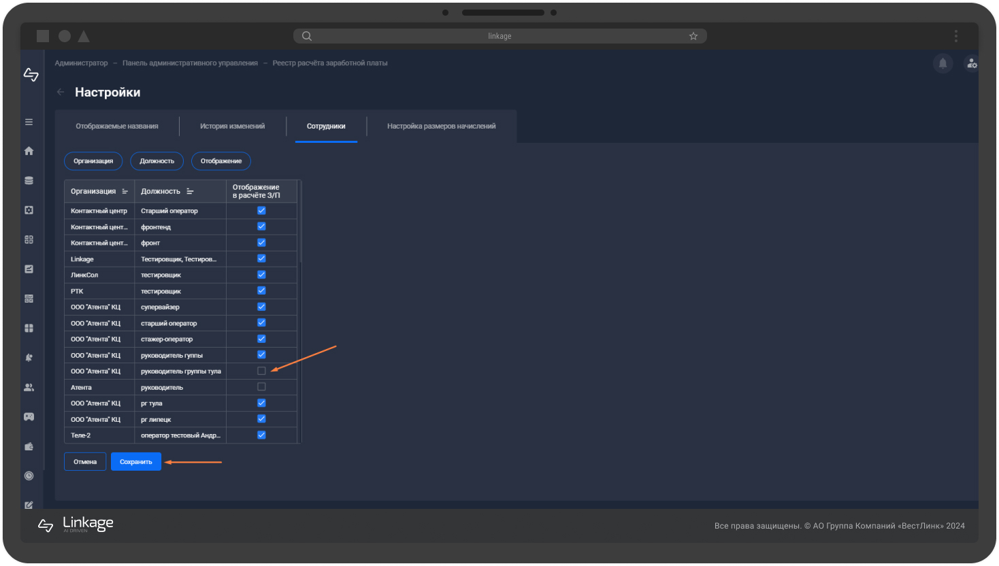 linkage
Администратор – Панель административного управления – Реестр расчёта заработной платы
Настройки
Отображаемые названия История изменений Сотрудники Настройка размеров начислений
Организация Должность Отображение
Организация Должность Отображение в расчёте З/П
Контактный центр Старший оператор
Контактный цент... фронтенд
Контактный цент... фронт
Linkage Тестировщик, Тестиров...
ЛинкСол тестировщик
РТК тестировщик
ООО "Атента" КЦ супервайзер
ООО "Атента" КЦ старший оператор
ООО "Атента" КЦ стажер-оператор
ООО "Атента" КЦ руководитель гуппы
ООО "Атента" КЦ руководитель группы тула
Атента руководитель
ООО "Атента" КЦ рг тула
ООО "Атента" КЦ рг липецк
Теле-2 оператор тестовый Андр...
Отмена Сохранить
Linkage
AI DRIVEN
Все права защищены. © АО Группа Компаний «ВестЛинк» 2024